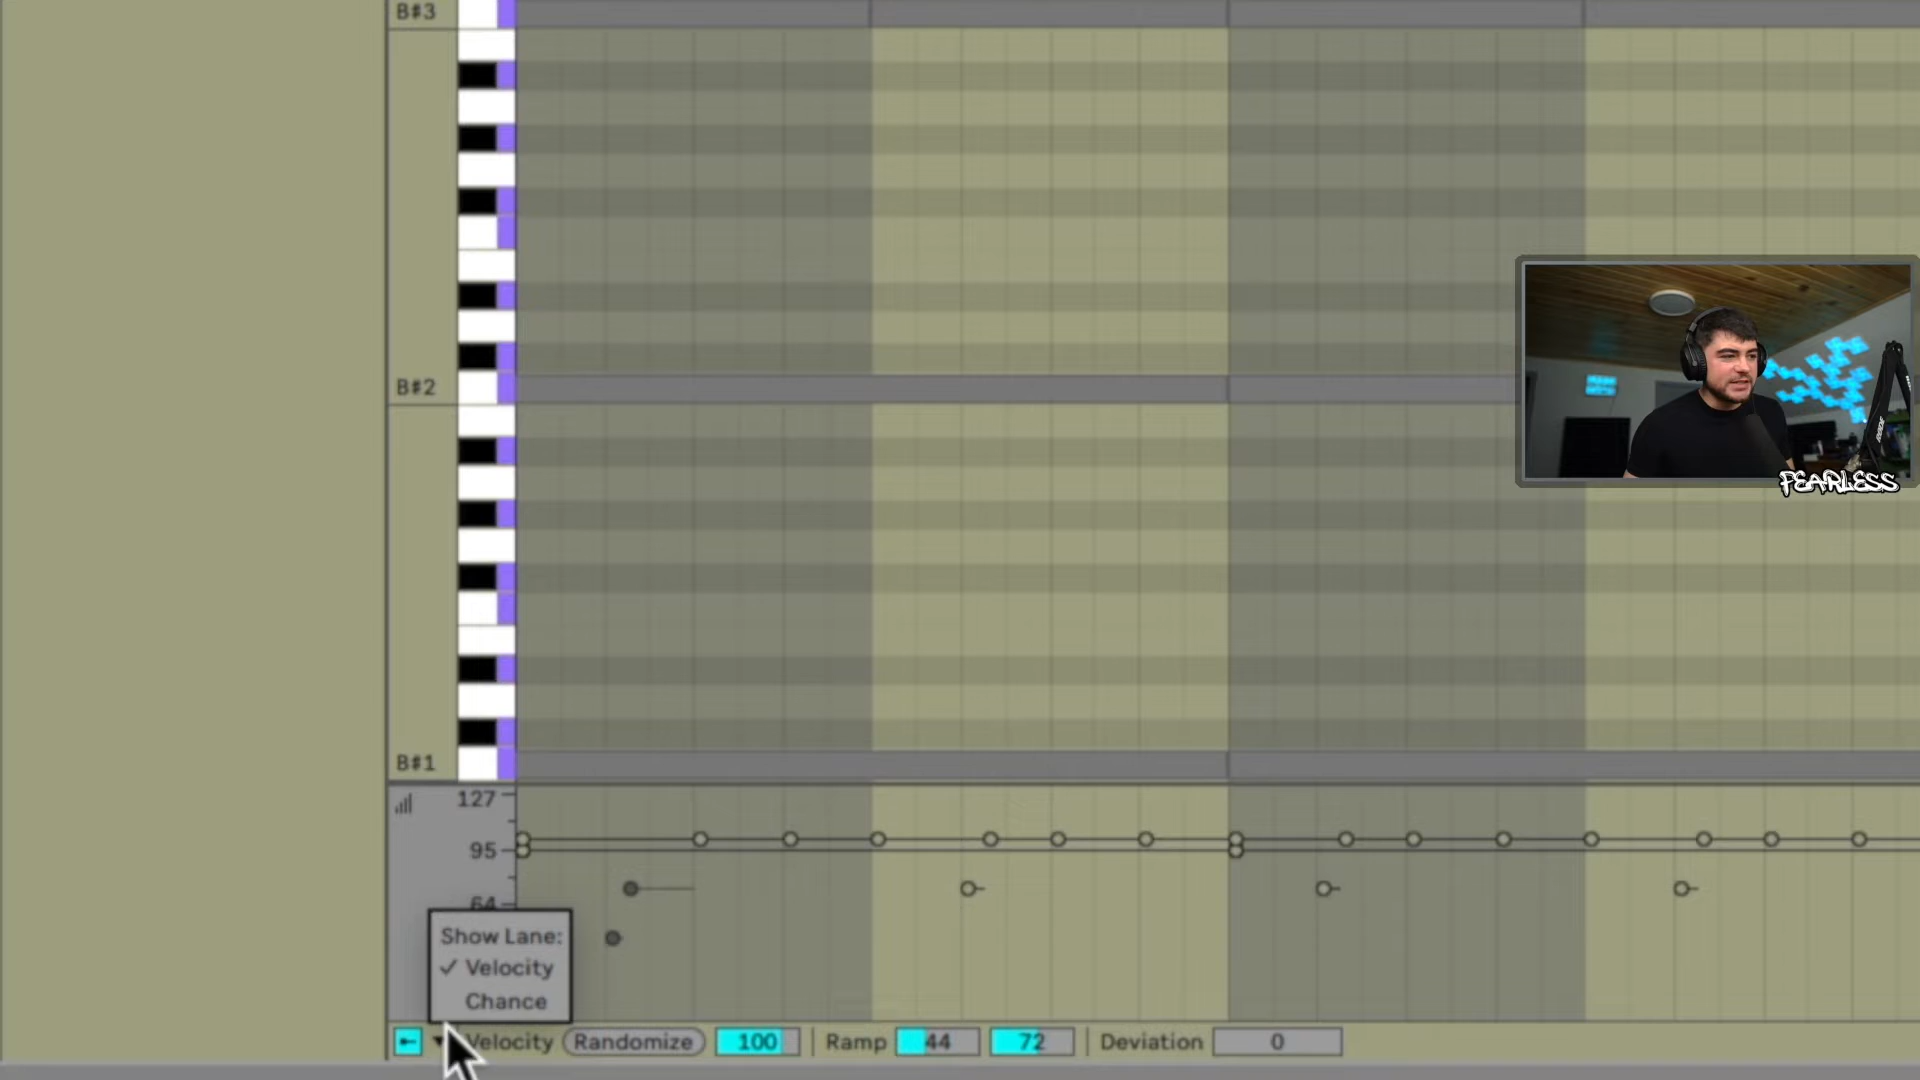 B#3
B#2
FEARLESS
B#1
127
95
64
Show Lane:
✓ Velocity
Chance
Velocity Randomize 100 Ramp 44 72 Deviation 0